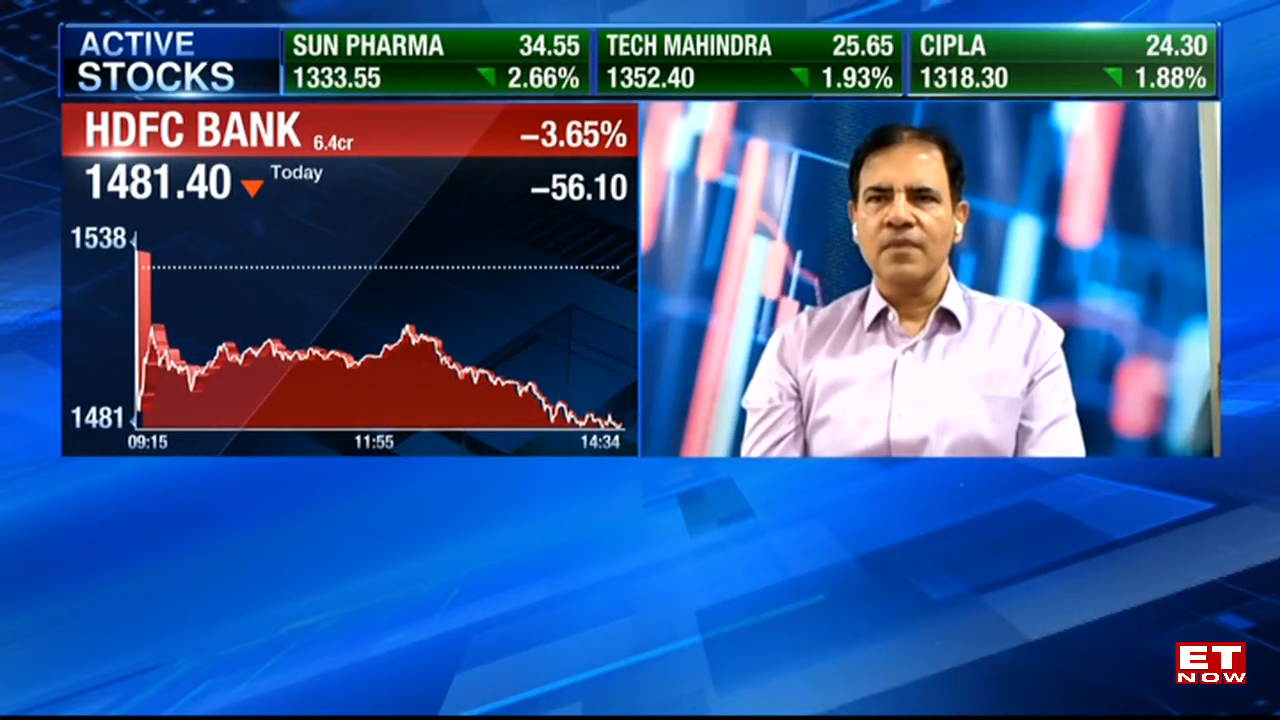 ACTIVE
STOCKS
SUN PHARMA 34.55
1333.55 2.66%
TECH MAHINDRA 25.65
1352.40 1.93%
CIPLA 24.30
1318.30 1.88%
HDFC BANK 6.4cr –3.65%
1481.40 Today –56.10
1538
1481
09:15 11:55 14:34
ET
NOW